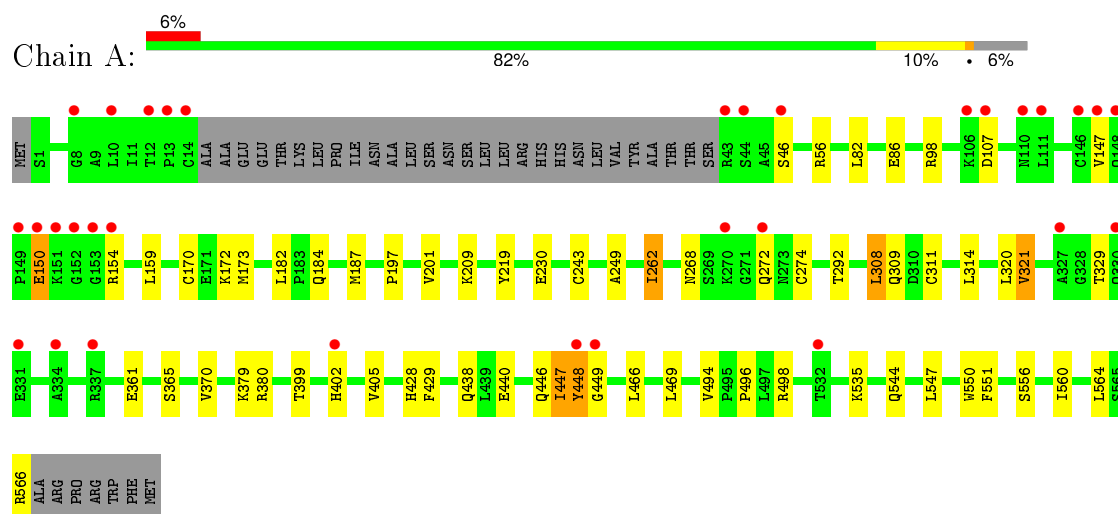 6%
Chain A:
82% 10% • 6%
MET S1 G8 A9 L10 I11 T12 P13 C14 ALA ALA GLU GLU THR LYS LEU PRO ILE ASN ALA LEU SER ASN SER LEU LEU ARG HIS HIS ASN LEU VAL TYR ALA THR THR SER R43 S44 A45 S46 R56 L82 E86 R98 K106 D107 N110 L111 C146 V147 Q148
P149 E150 K151 G152 G153 R154 L159 C170 E171 K172 M173 L182 P183 Q184 M187 P197 V201 K209 Y219 E230 C243 A249 I262 N268 S269 K270 G271 Q272 N273 C274 T292 L308 Q309 D310 C311 L314 L320 V321 A327 G328 T329 Q330
E331 A334 R337 E361 S365 V370 K379 R380 T399 H402 V405 H428 F429 Q438 L439 E440 Q446 I447 Y448 G449 L466 L469 V494 P495 P496 L497 R498 T532 K535 Q544 L547 W550 F551 S556 I560 L564 S565
R566 ALA ARG PRO ARG TRP PHE MET